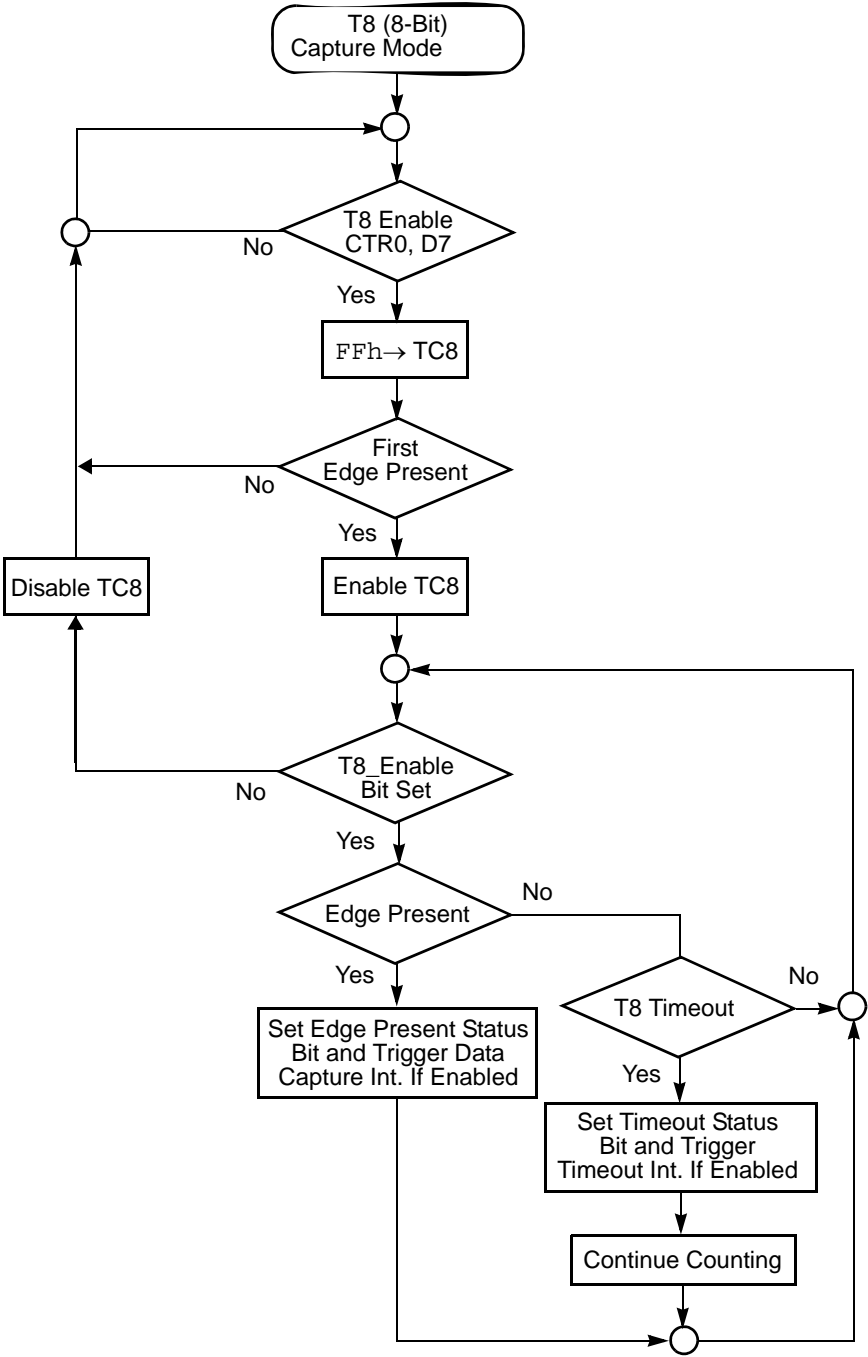 T8 (8-Bit)
Capture Mode
T8 Enable
CTR0, D7
No
Yes
FFh→ TC8
First
Edge Present
No
Yes
Disable TC8
Enable TC8
T8_Enable
Bit Set
No
Yes
Edge Present
No
Yes
T8 Timeout
No
Set Edge Present Status
Bit and Trigger Data
Capture Int. If Enabled
Yes
Set Timeout Status
Bit and Trigger
Timeout Int. If Enabled
Continue Counting